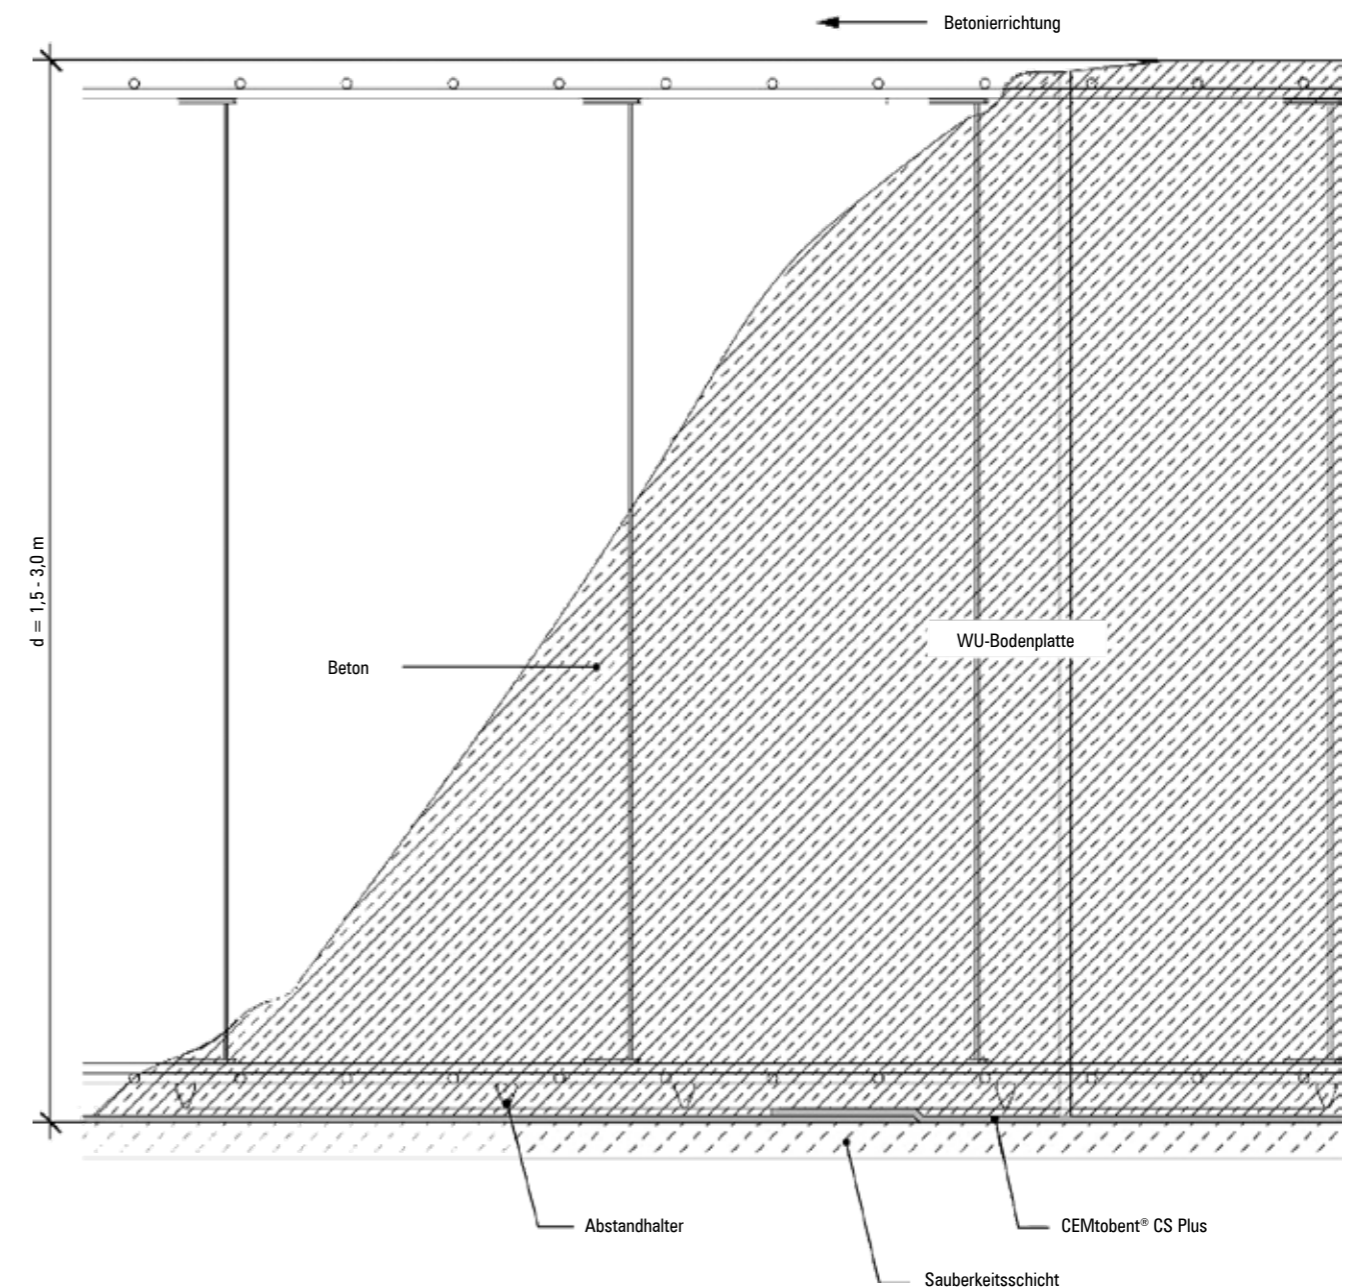 Betonierrichtung
d = 1,5 - 3,0 m
WU-Bodenplatte
Beton
Abstandhalter
CEMtobent® CS Plus
Sauberkeitsschicht